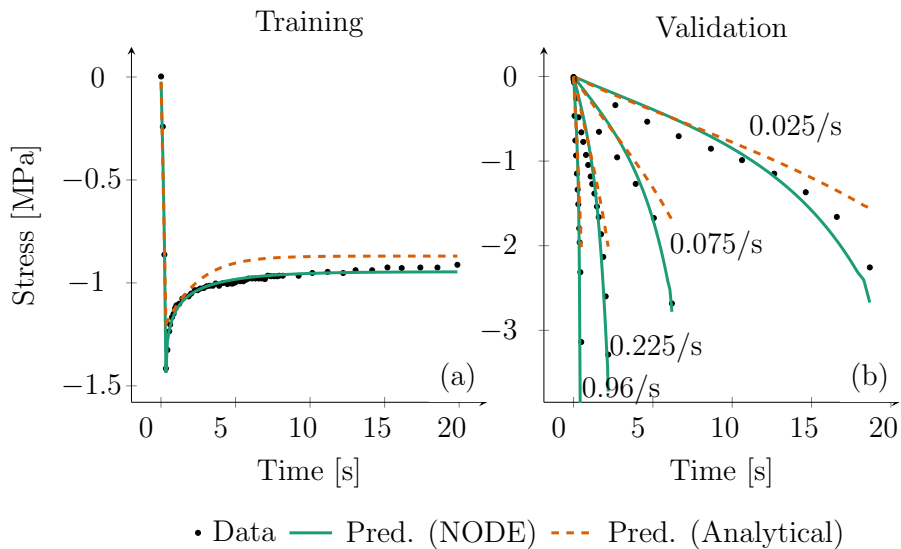 Training
Validation
Stress [MPa]
0
−0.5
−1
−1.5
0
5
10
15
20
Time [s]
(a)
0
−1
−2
−3
0
5
10
15
20
Time [s]
(b)
0.025/s
0.075/s
0.225/s
0.96/s
Data
Pred. (NODE)
Pred. (Analytical)